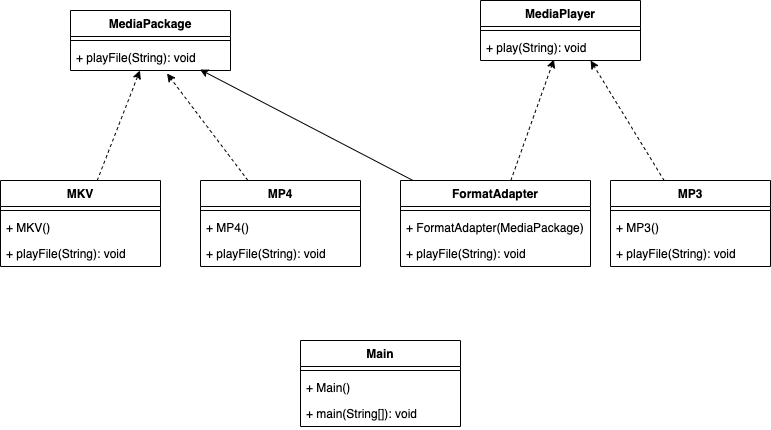 MediaPackage
+ playFile(String): void
MediaPlayer
+ play(String): void
MKV
+ MKV()
+ playFile(String): void
MP4
+ MP4()
+ playFile(String): void
FormatAdapter
+ FormatAdapter(MediaPackage)
+ playFile(String): void
MP3
+ MP3()
+ playFile(String): void
Main
+ Main()
+ main(String[]): void